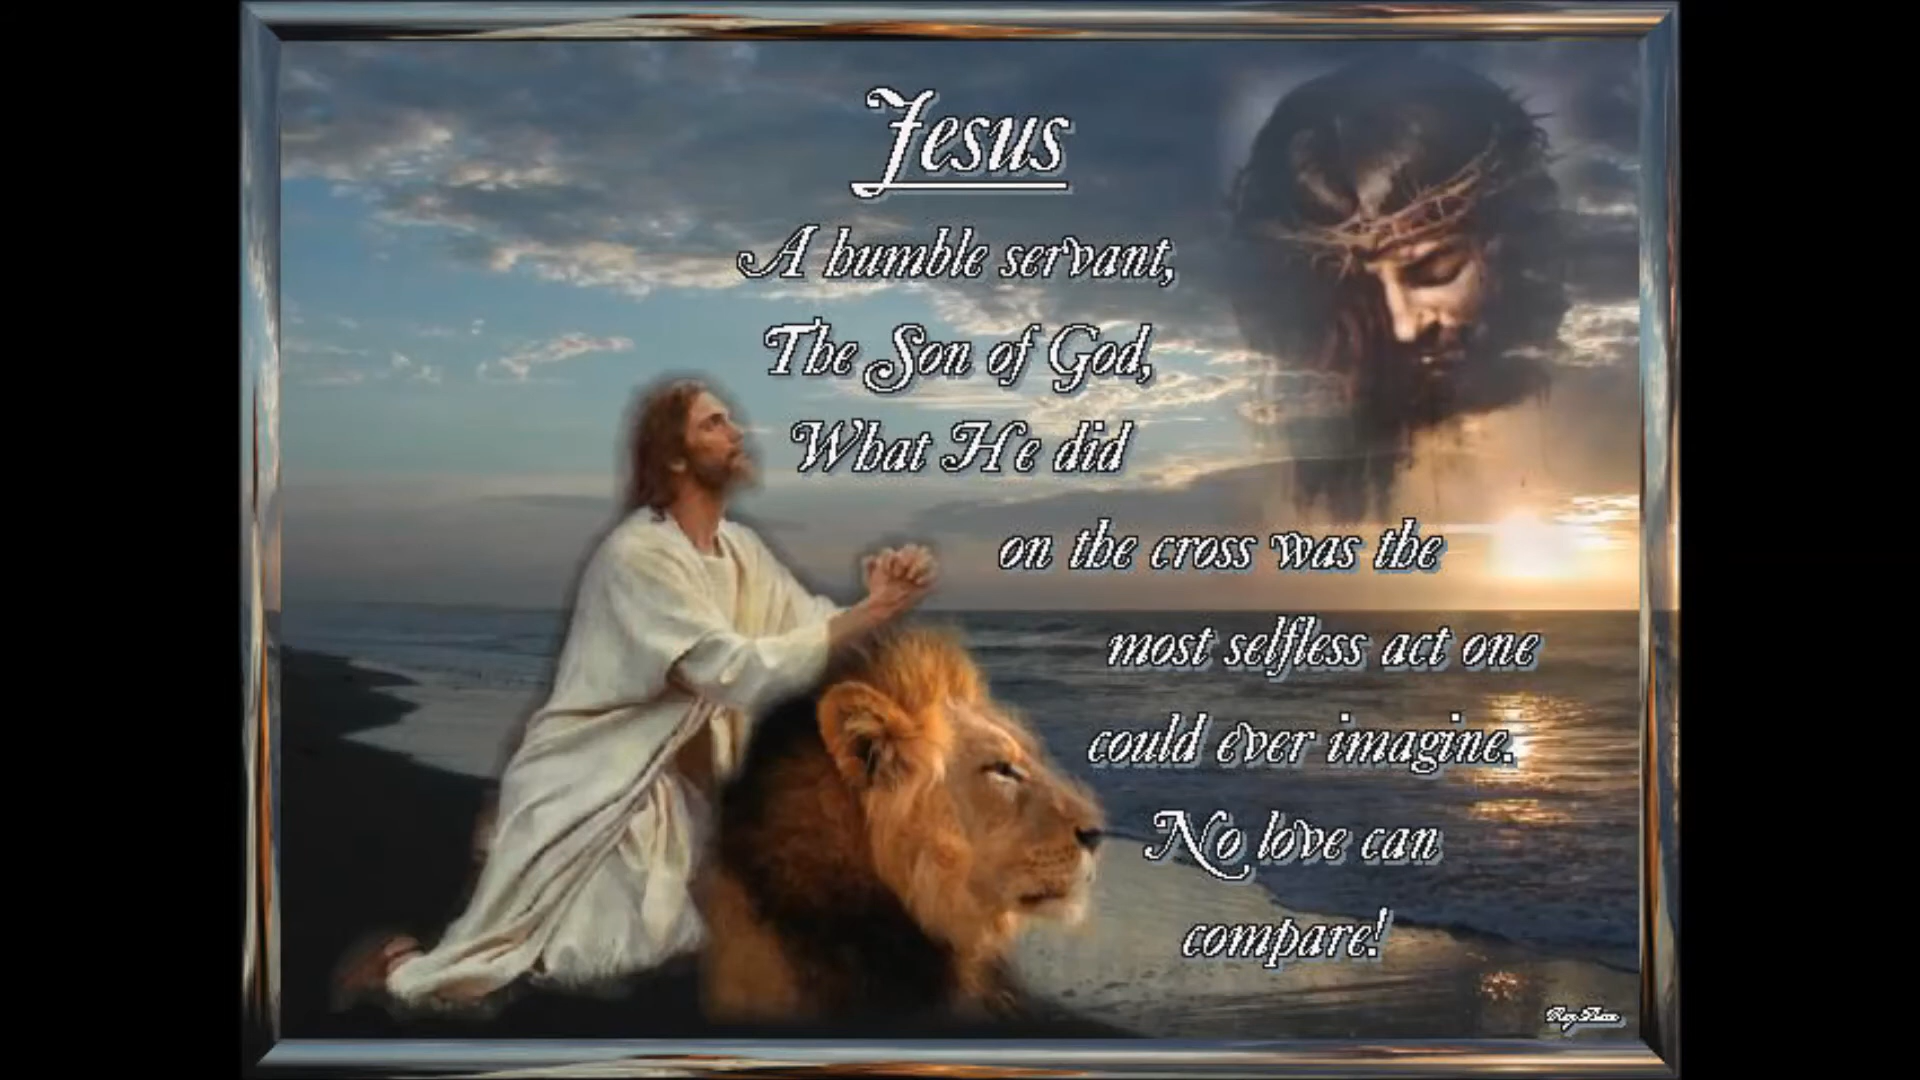 Jesus
A humble servant,
The Son of God,
What He did
on the cross was the
most selfless act one
could ever imagine.
No love can
compare!